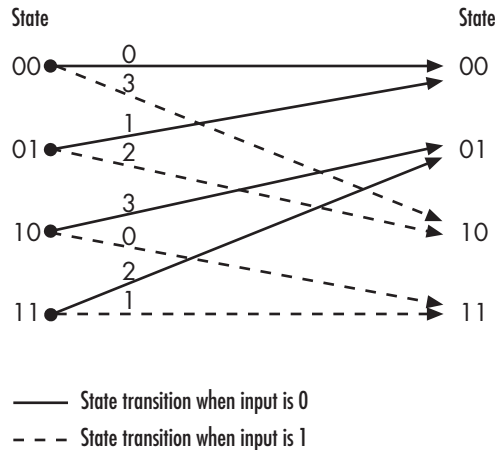 State State
00 0 00
3
01 1 01
2
10 3 10
0
11 2 11
1
State transition when input is 0
State transition when input is 1